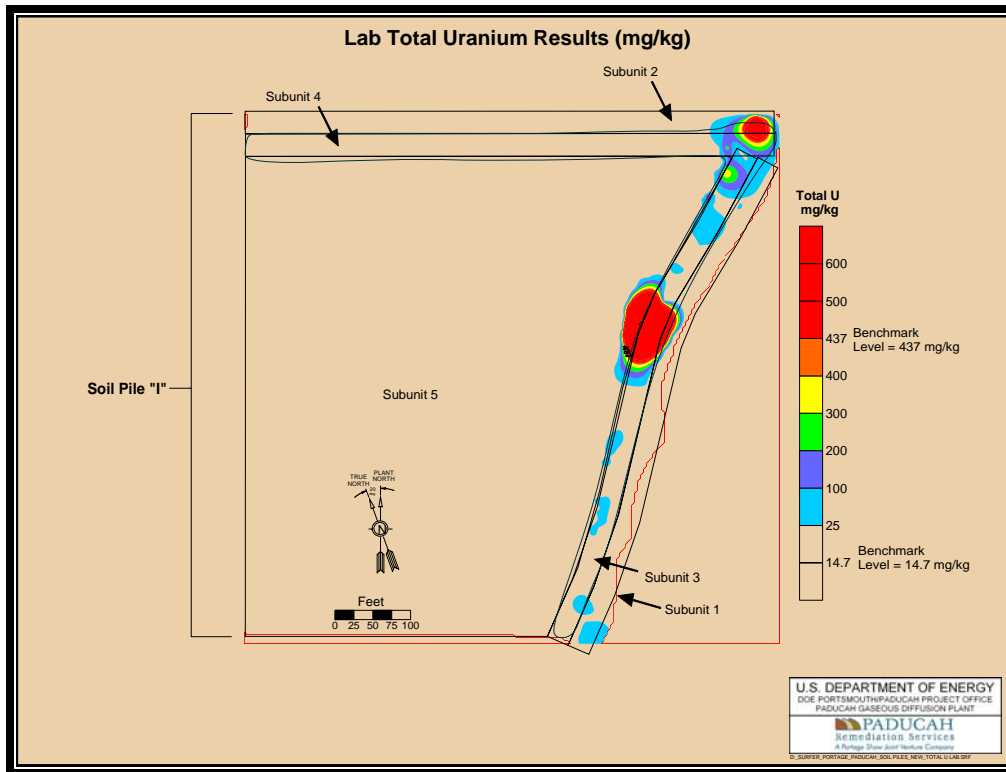 Lab Total Uranium Results (mg/kg)
Subunit 2
Subunit 4
Total U
mg/kg
600
500
437
Benchmark
Level = 437 mg/kg
400
300
200
100
25
14.7
Benchmark
Level = 14.7 mg/kg
Soil Pile "I"
Subunit 5
TRUE
NORTH
PLANT
NORTH
20
N
Subunit 3
Subunit 1
Feet
0 25 50 75 100
U.S. DEPARTMENT OF ENERGY
DOE PORTSMOUTH/PADUCAH PROJECT OFFICE
PADUCAH GASEOUS DIFFUSION PLANT
PADUCAH
Remediation Services
A Portage Shaw Joint Venture Company